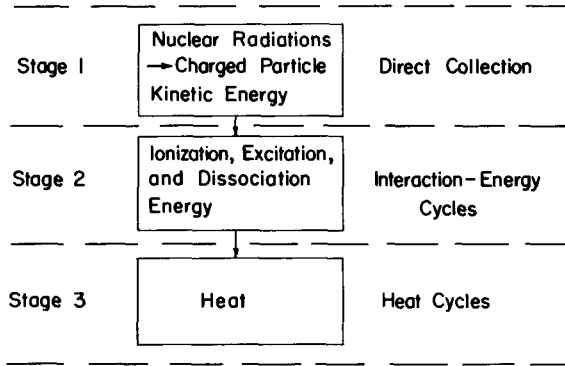 Stage 1
Nuclear Radiations
→Charged Particle
Kinetic Energy
Direct Collection
Stage 2
Ionization, Excitation,
and Dissociation
Energy
Interaction-Energy
Cycles
Stage 3
Heat
Heat Cycles